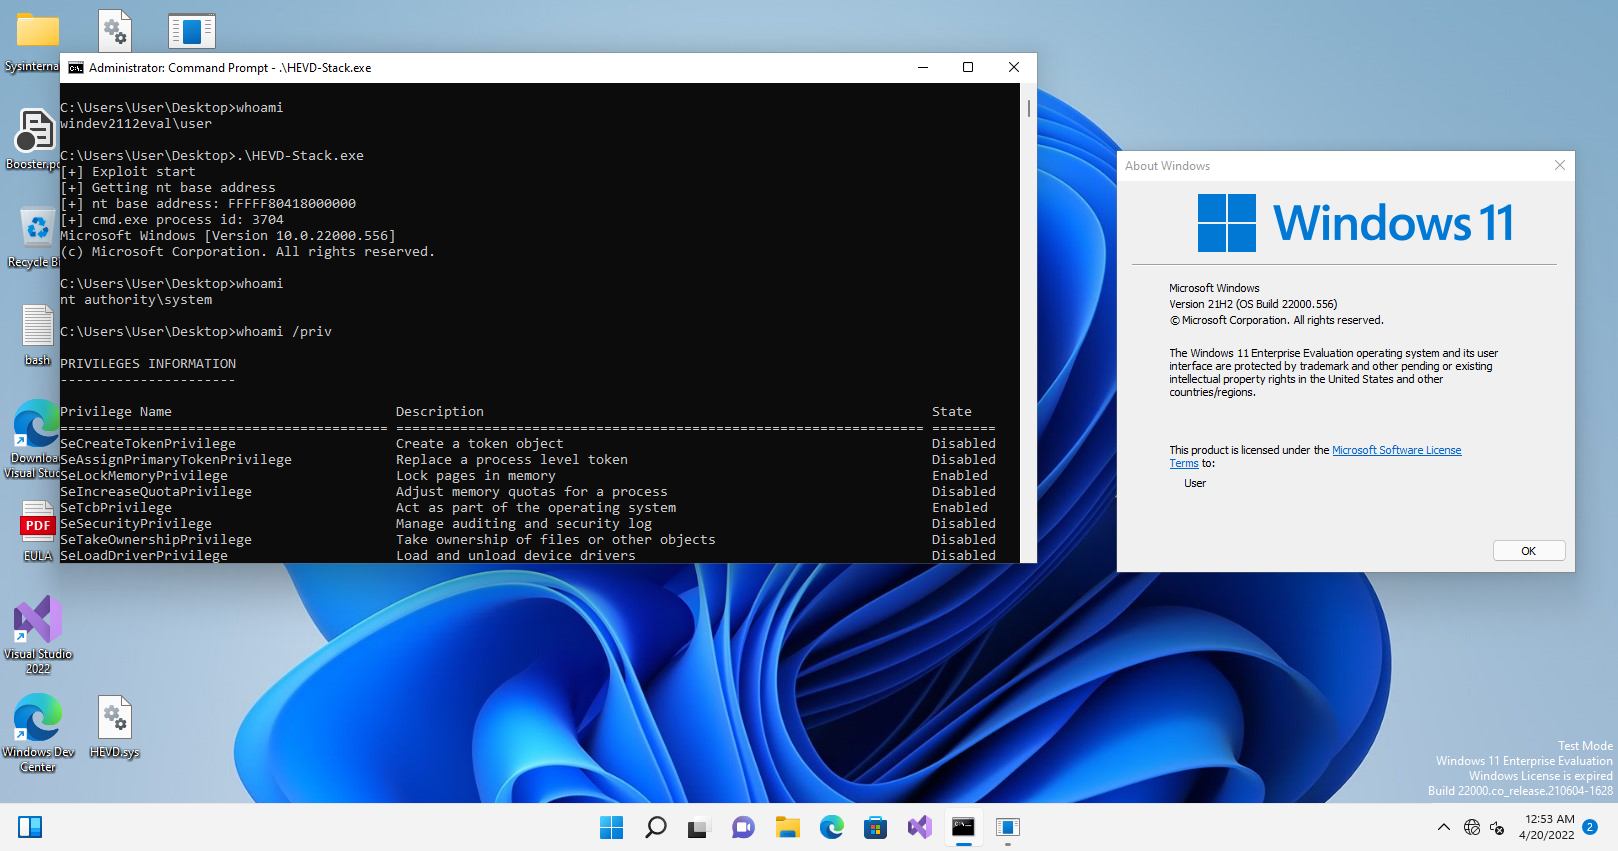 Sysinterna
Booster.pd
Recycle Bi
bash
Downloa
Visual Stud
PDF
EULA
Visual Studio
2022
Windows Dev
Center
HEVD.sys
Administrator: Command Prompt - .\HEVD-Stack.exe
C:\Users\User\Desktop>whoami
windev2112eval\user
C:\Users\User\Desktop>.\HEVD-Stack.exe
[+] Exploit start
[+] Getting nt base address
[+] nt base address: FFFFF80418000000
[+] cmd.exe process id: 3704
Microsoft Windows [Version 10.0.22000.556]
(c) Microsoft Corporation. All rights reserved.
C:\Users\User\Desktop>whoami
nt authority\system
C:\Users\User\Desktop>whoami /priv
PRIVILEGES INFORMATION
----------------------
Privilege Name Description State
========================================= ================================================================== ========
SeCreateTokenPrivilege Create a token object Disabled
SeAssignPrimaryTokenPrivilege Replace a process level token Disabled
SeLockMemoryPrivilege Lock pages in memory Enabled
SeIncreaseQuotaPrivilege Adjust memory quotas for a process Disabled
SeTcbPrivilege Act as part of the operating system Enabled
SeSecurityPrivilege Manage auditing and security log Disabled
SeTakeOwnershipPrivilege Take ownership of files or other objects Disabled
SeLoadDriverPrivilege Load and unload device drivers Disabled
About Windows
Windows 11
Microsoft Windows
Version 21H2 (OS Build 22000.556)
© Microsoft Corporation. All rights reserved.
The Windows 11 Enterprise Evaluation operating system and its user
interface are protected by trademark and other pending or existing
intellectual property rights in the United States and other
countries/regions.
This product is licensed under the Microsoft Software License
Terms to:
User
OK
Test Mode
Windows 11 Enterprise Evaluation
Windows License is expired
Build 22000.co_release.210604-1628
12:53 AM
4/20/2022
2